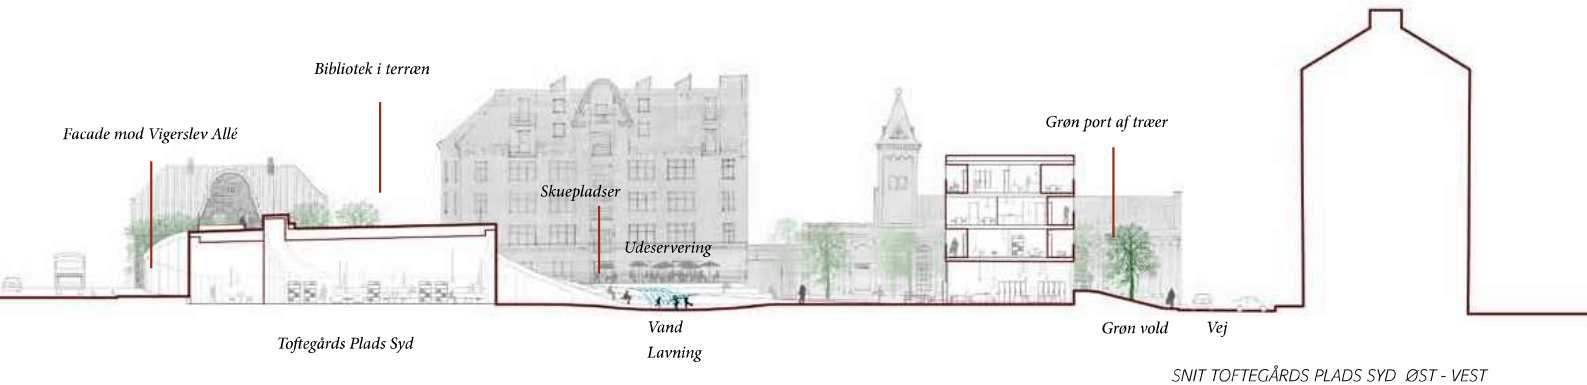 Bibliotek i terræn
Facade mod Vigerslev Allé
Grøn port af træer
Skuepladser
Udeservering
Toftegårds Plads Syd
Vand
Lavning
Grøn vold
Vej
SNIT TOFTEGÅRDS PLADS SYD ØST - VEST